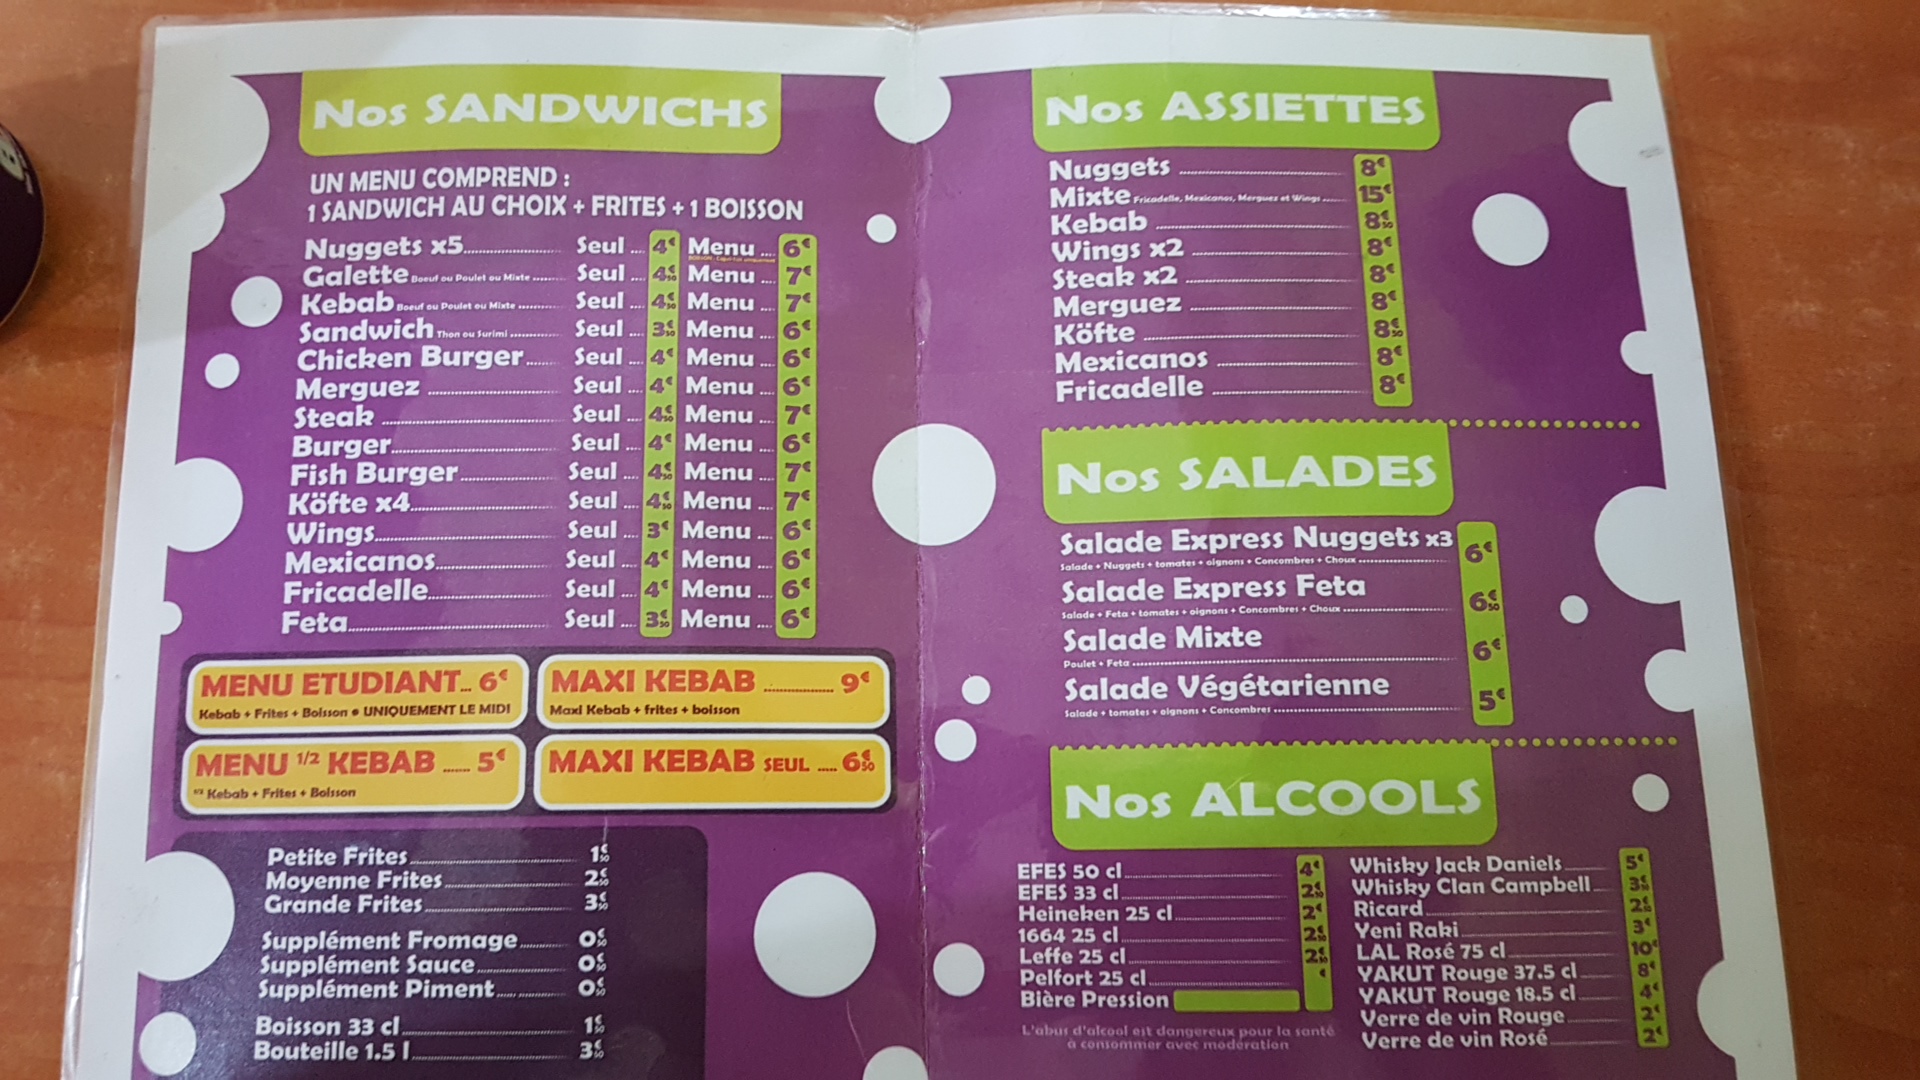 Nos SANDWICHS
UN MENU COMPREND :
1 SANDWICH AU CHOIX + FRITES + 1 BOISSON
Nuggets x5 Seul 4€ Menu 6€
Galette Boeuf ou Poulet ou Mixte Seul 4€50 Menu 7€
Kebab Boeuf ou Poulet ou Mixte Seul 4€50 Menu 7€
Sandwich Thon ou Surimi Seul 3€50 Menu 6€
Chicken Burger Seul 4€ Menu 6€
Merguez Seul 4€ Menu 6€
Steak Seul 4€50 Menu 7€
Burger Seul 4€ Menu 6€
Fish Burger Seul 4€50 Menu 7€
Köfte x4 Seul 4€50 Menu 7€
Wings Seul 3€ Menu 6€
Mexicanos Seul 4€ Menu 6€
Fricadelle Seul 4€ Menu 6€
Feta Seul 3€50 Menu 6€
MENU ETUDIANT 6€
Kebab + Frites + Boisson • UNIQUEMENT LE MIDI
MAXI KEBAB 9€
Maxi Kebab + frites + boisson
MENU 1/2 KEBAB 5€
1/2 Kebab + Frites + Boisson
MAXI KEBAB SEUL 6€50
Petite Frites 1€50
Moyenne Frites 2€50
Grande Frites 3€50
Supplément Fromage 0€50
Supplément Sauce 0€50
Supplément Piment 0€50
Boisson 33 cl 1€50
Bouteille 1.5 l 3€50
Nos ASSIETTES
Nuggets 8€
Mixte Fricadelle, Mexicanos, Merguez et Wings 15€
Kebab 8€50
Wings x2 8€
Steak x2 8€
Merguez 8€
Köfte 8€50
Mexicanos 8€
Fricadelle 8€
Nos SALADES
Salade Express Nuggets x3 6€
Salade + Nuggets + tomates + oignons + Concombres + Choux
Salade Express Feta 6€50
Salade + Feta + tomates + oignons + Concombres + Choux
Salade Mixte 6€
Poulet + Feta
Salade Végétarienne 5€
Salade + tomates + oignons + Concombres
Nos ALCOOLS
EFES 50 cl 4€
EFES 33 cl 2€50
Heineken 25 cl 2€
1664 25 cl 2€50
Leffe 25 cl 2€50
Pelfort 25 cl €
Bière Pression
L'abus d'alcool est dangereux pour la santé
à consommer avec modération
Whisky Jack Daniels 5€
Whisky Clan Campbell 3€50
Ricard 2€50
Yeni Raki 3€
LAL Rosé 75 cl 10€
YAKUT Rouge 37.5 cl 8€
YAKUT Rouge 18.5 cl 4€
Verre de vin Rouge 2€
Verre de vin Rosé 2€